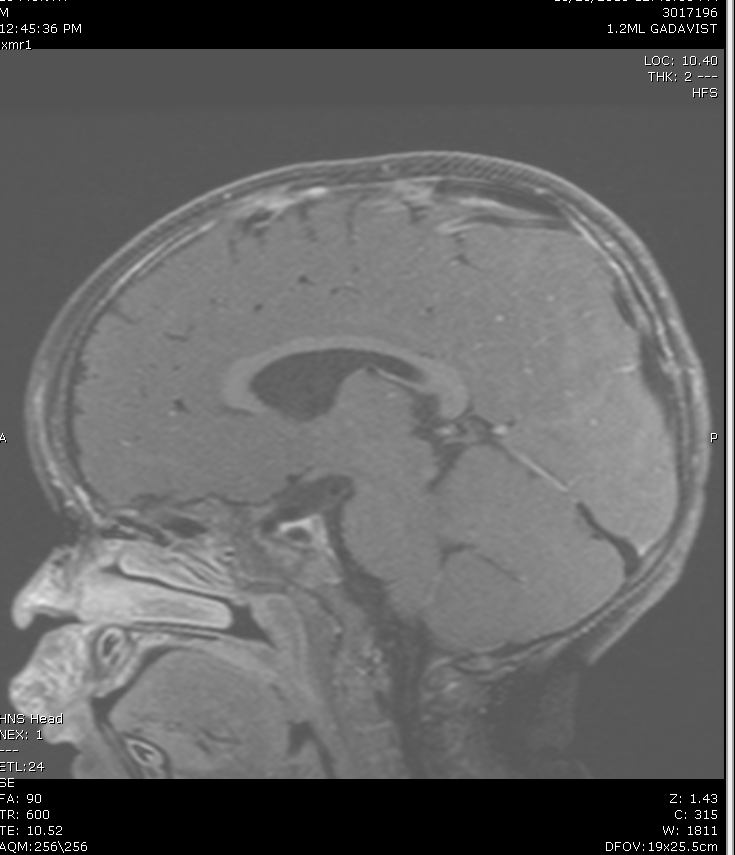 M
3017196
12:45:36 PM
1.2ML GADAVIST
xmr1
LOC: 10.40
THK: 2 ---
HFS
A
P
HNS Head
NEX: 1
---
ETL:24
SE
FA: 90
Z: 1.43
TR: 600
C: 315
TE: 10.52
W: 1811
AQM:256\256
DFOV:19x25.5cm